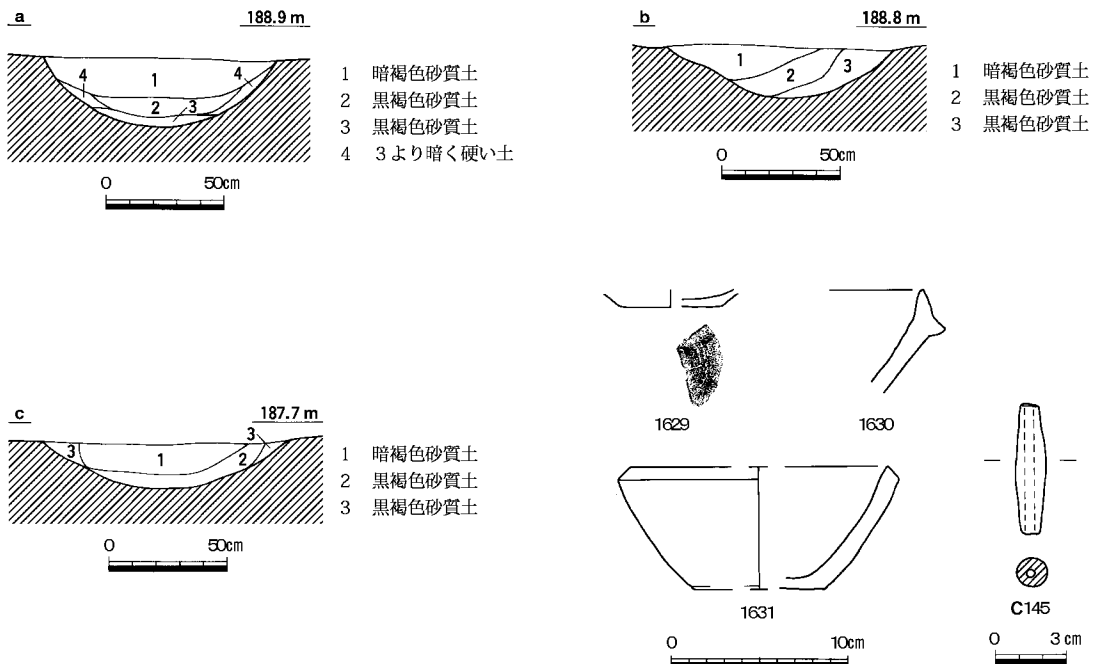 a 188.9 m
4 1 4
2 3
1 暗褐色砂質土
2 黒褐色砂質土
3 黒褐色砂質土
4 3より暗く硬い土
0 50cm
b 188.8 m
1 2 3
1 暗褐色砂質土
2 黒褐色砂質土
3 黒褐色砂質土
0 50cm
c 187.7 m
3
3 1 2
1 暗褐色砂質土
2 黒褐色砂質土
3 黒褐色砂質土
0 50cm
1629 1630
1631
0 10cm
C145
0 3 cm